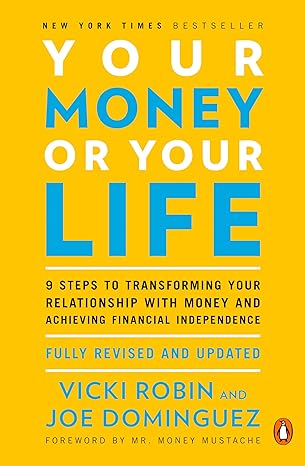 NEW YORK TIMES BESTSELLER
YOUR
MONEY
OR YOUR
LIFE
9 STEPS TO TRANSFORMING YOUR
RELATIONSHIP WITH MONEY AND
ACHIEVING FINANCIAL INDEPENDENCE
FULLY REVISED AND UPDATED
VICKI ROBIN AND
JOE DOMINGUEZ
FOREWORD BY MR. MONEY MUSTACHE